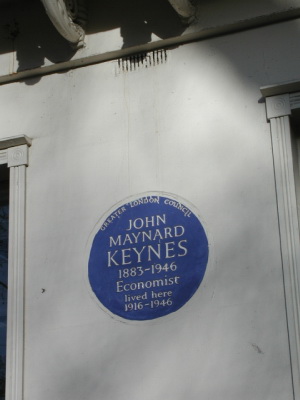 GREATER LONDON COUNCIL
JOHN
MAYNARD
KEYNES
1883-1946
Economist
lived here
1916-1946